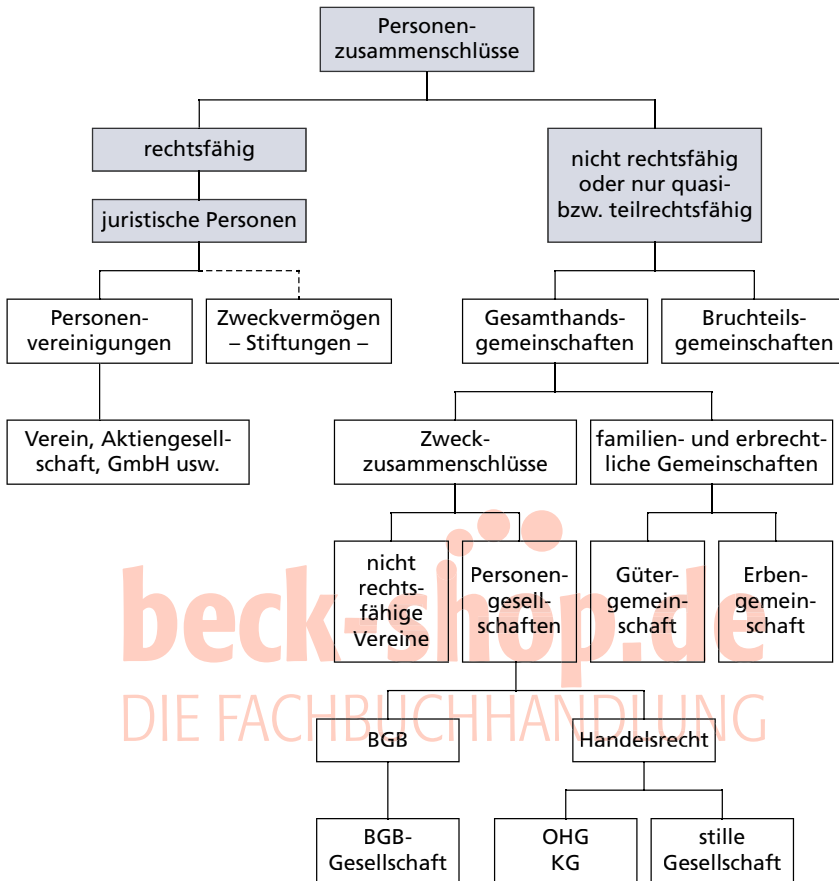 Personen-
zusammenschlüsse
rechtsfähig
nicht rechtsfähig
oder nur quasi-
bzw. teilrechtsfähig
juristische Personen
Personen-
vereinigungen
Zweckvermögen
– Stiftungen –
Gesamthands-
gemeinschaften
Bruchteils-
gemeinschaften
Verein, Aktiengesell-
schaft, GmbH usw.
Zweck-
zusammenschlüsse
familien- und erbrecht-
tliche Gemeinschaften
nicht
rechts-
fähige
Vereine
Personen-
gesell-
schaften
Güter-
gemein-
schaft
Erben-
gemein-
schaft
beck-shop.de
DIE FACHBUCHHANDLUNG
BGB
Handelsrecht
BGB-
Gesellschaft
OHG
KG
stille
Gesellschaft